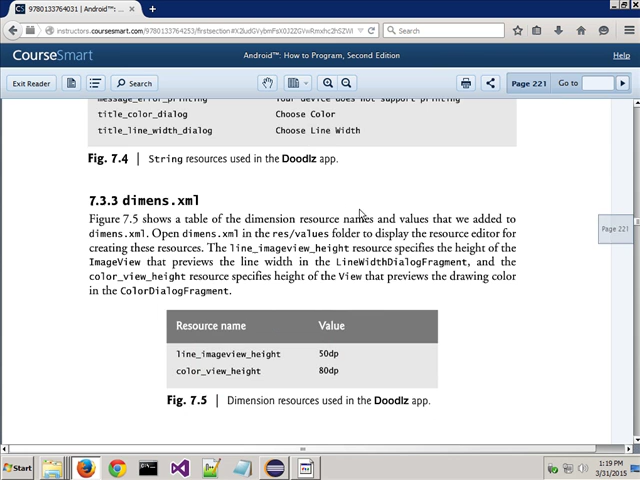 9780133764031 | Android™: ...
instructors.coursesmart.com/9780133764253/firstsection#
Search
CourseSmart
Android™: How to Program, Second Edition
Help
Exit Reader
Search
Page 221
Go to
message_error_printing Your device does not support printing
title_color_dialog Choose Color
title_line_width_dialog Choose Line Width
Fig. 7.4 | String resources used in the Doodlz app.
7.3.3 dimens.xml
Figure 7.5 shows a table of the dimension resource names and values that we added to
dimens.xml. Open dimens.xml in the res/values folder to display the resource editor for
creating these resources. The line_imageview_height resource specifies the height of the
ImageView that previews the line width in the LineWidthDialogFragment, and the
color_view_height resource specifies height of the View that previews the drawing color
in the ColorDialogFragment.
Page 221
Resource name Value
line_imageview_height 50dp
color_view_height 80dp
Fig. 7.5 | Dimension resources used in the Doodlz app.
Start
1:19 PM
3/31/2015